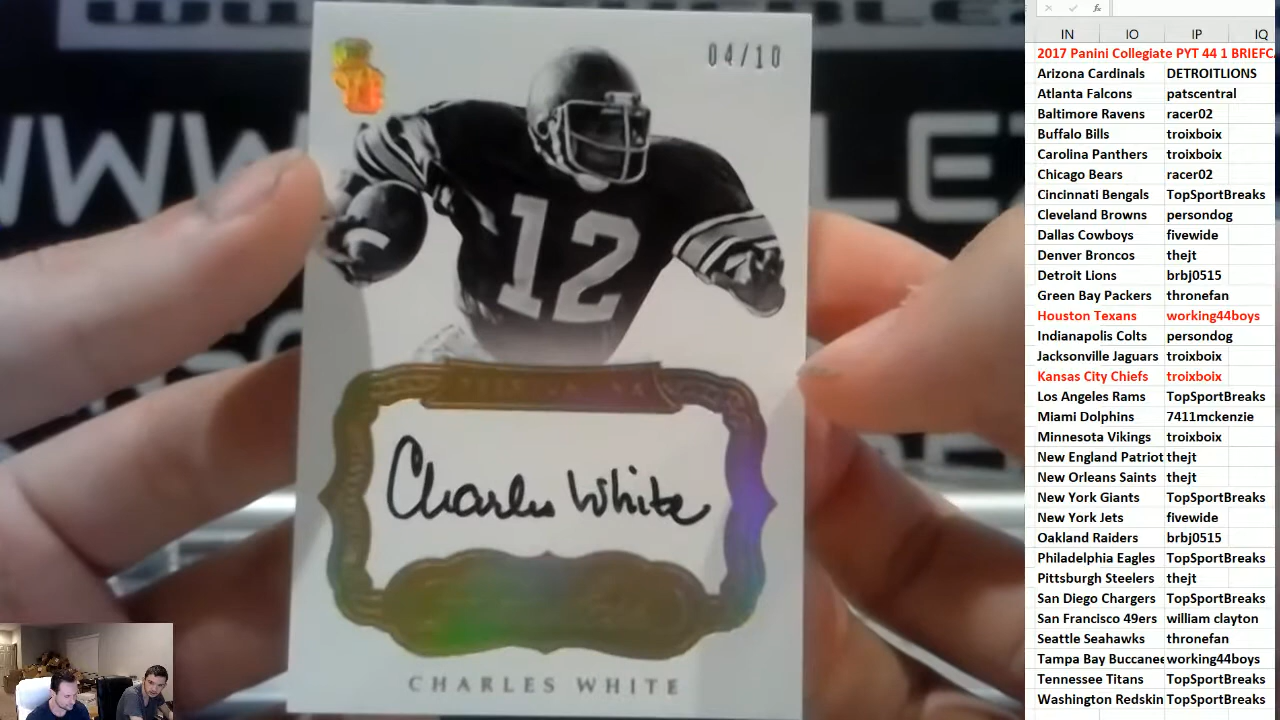 04/10
12
Charles White
CHARLES WHITE
IN IO IP IQ
2017 Panini Collegiate PYT 44 1 BRIEFC
Arizona Cardinals DETROITLIONS
Atlanta Falcons patscentral
Baltimore Ravens racer02
Buffalo Bills troixboix
Carolina Panthers troixboix
Chicago Bears racer02
Cincinnati Bengals TopSportBreaks
Cleveland Browns persondog
Dallas Cowboys fivewide
Denver Broncos thejt
Detroit Lions brbj0515
Green Bay Packers thronefan
Houston Texans working44boys
Indianapolis Colts persondog
Jacksonville Jaguars troixboix
Kansas City Chiefs troixboix
Los Angeles Rams TopSportBreaks
Miami Dolphins 7411mckenzie
Minnesota Vikings troixboix
New England Patriot thejt
New Orleans Saints thejt
New York Giants TopSportBreaks
New York Jets fivewide
Oakland Raiders brbj0515
Philadelphia Eagles TopSportBreaks
Pittsburgh Steelers thejt
San Diego Chargers TopSportBreaks
San Francisco 49ers william clayton
Seattle Seahawks thronefan
Tampa Bay Buccanee working44boys
Tennessee Titans TopSportBreaks
Washington Redskin TopSportBreaks